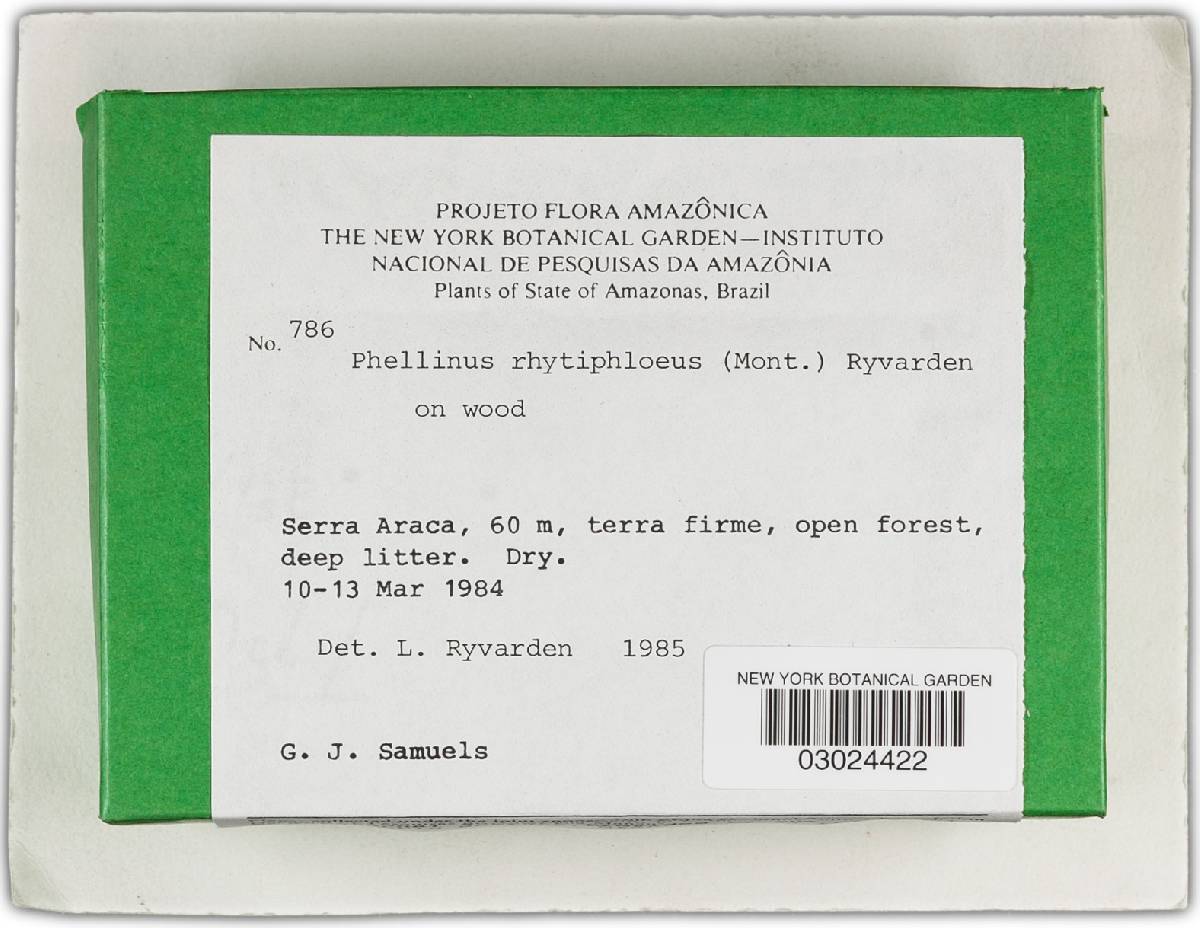 PROJETO FLORA AMAZÔNICA
THE NEW YORK BOTANICAL GARDEN—INSTITUTO
NACIONAL DE PESQUISAS DA AMAZÔNIA
Plants of State of Amazonas, Brazil
No. 786
Phellinus rhytiphloeus (Mont.) Ryvarden
on wood
Serra Araca, 60 m, terra firme, open forest,
deep litter. Dry.
10-13 Mar 1984
Det. L. Ryvarden 1985
NEW YORK BOTANICAL GARDEN
03024422
G. J. Samuels